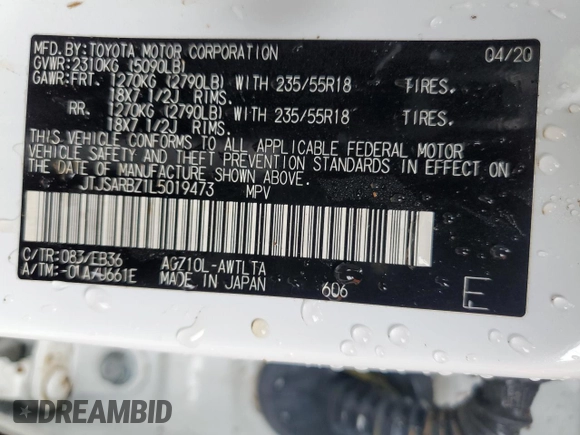 MFD.BY:TOYOTA MOTOR CORPORATION 04/20
GVWR:2310KG (5090LB)
GAWR:FRT. 1270KG (2790LB) WITH 235/55R18 TIRES.
18X7 1/2J RIMS.
RR. 1270KG (2790LB) WITH 235/55R18 TIRES.
18X7 1/2J RIMS.
THIS VEHICLE CONFORMS TO ALL APPLICABLE FEDERAL MOTOR
VEHICLE SAFETY AND THEFT PREVENTION STANDARDS IN EFFECT ON
THE DATE OF MANUFACTURE SHOWN ABOVE.
JTJSARBZ1L5019473 MPV
C/TR:083/EB36 AGZ10L-AWTLTA
A/TM:-01A/U661E MADE IN JAPAN 606 E
DREAMBID